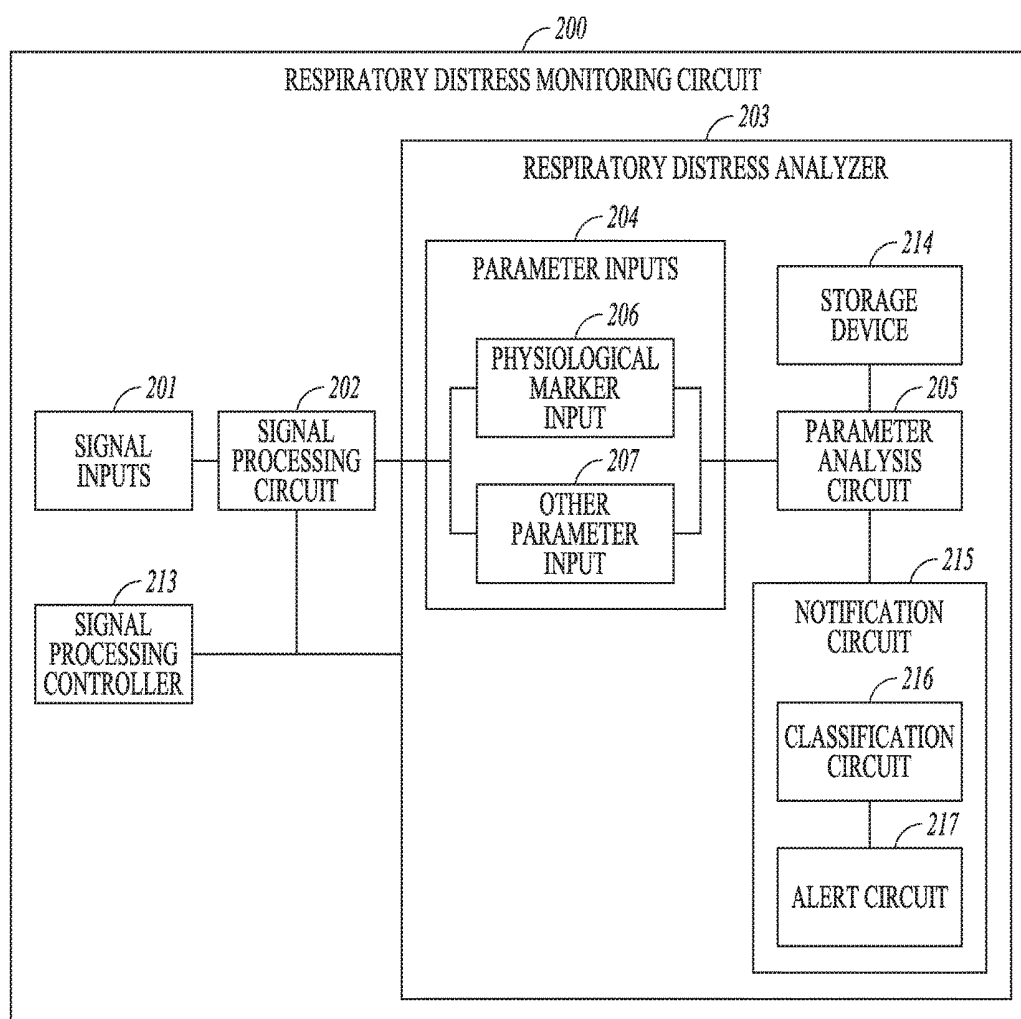 200
RESPIRATORY DISTRESS MONITORING CIRCUIT
203
RESPIRATORY DISTRESS ANALYZER
204
PARAMETER INPUTS
214
STORAGE
DEVICE
206
PHYSIOLOGICAL
MARKER
INPUT
201
SIGNAL
INPUTS
202
SIGNAL
PROCESSING
CIRCUIT
205
PARAMETER
ANALYSIS
CIRCUIT
207
OTHER
PARAMETER
INPUT
213
SIGNAL
PROCESSING
CONTROLLER
215
NOTIFICATION
CIRCUIT
216
CLASSIFICATION
CIRCUIT
217
ALERT CIRCUIT